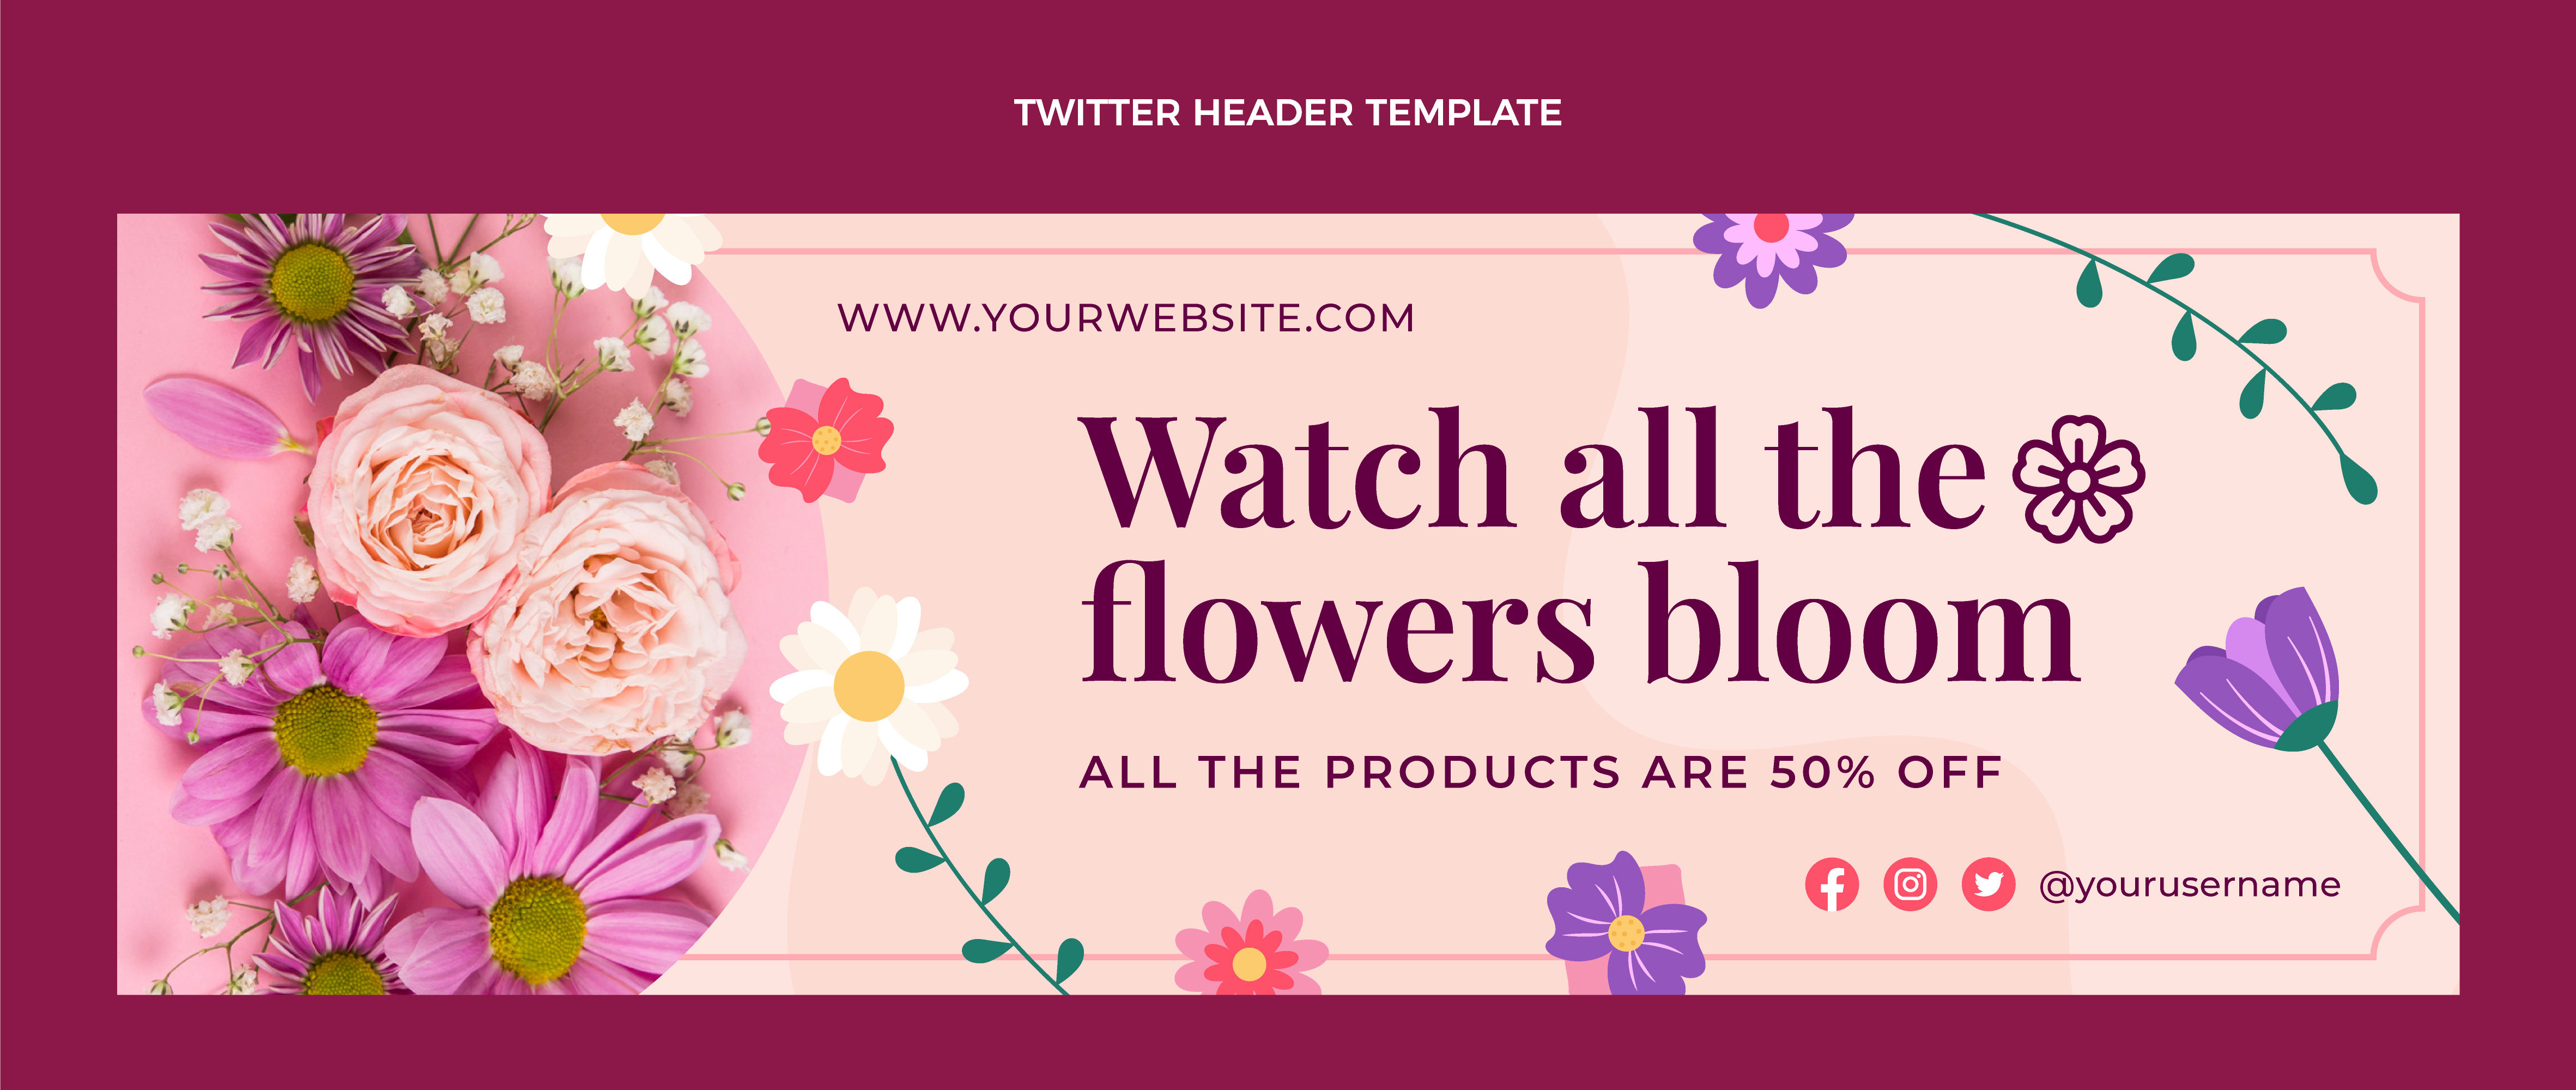 TWITTER HEADER TEMPLATE
WWW.YOURWEBSITE.COM
Watch all the
flowers bloom
ALL THE PRODUCTS ARE 50% OFF
@yourusername